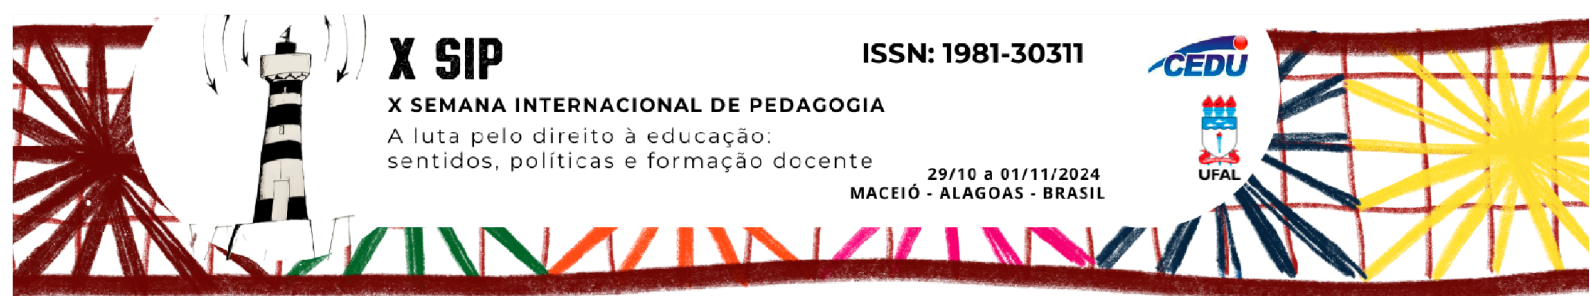 X SIP
ISSN: 1981-30311
CEDU
X SEMANA INTERNACIONAL DE PEDAGOGIA
A luta pelo direito à educação:
sentidos, políticas e formação docente
29/10 a 01/11/2024
MACEIÓ - ALAGOAS - BRASIL
UFAL